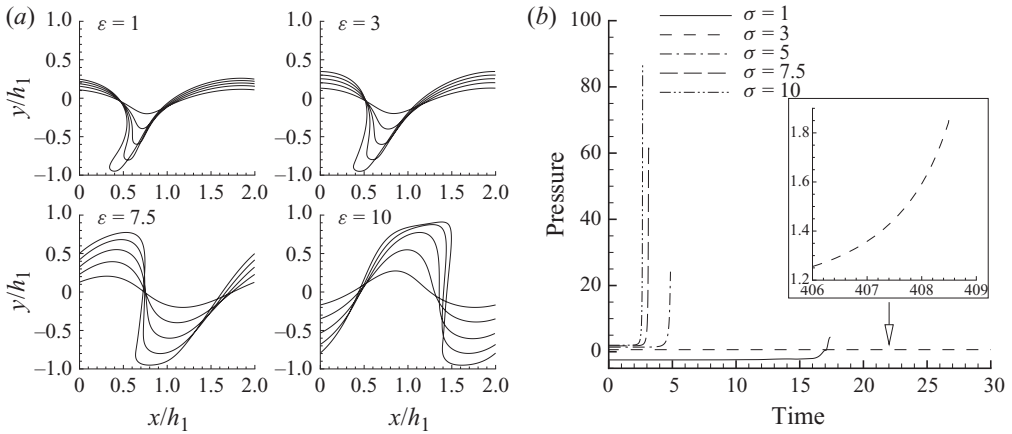 (a)
ε = 1
ε = 3
1.0
0.5
0
–0.5
–1.0
y/h1
0 0.5 1.0 1.5 2.0
0 0.5 1.0 1.5 2.0
ε = 7.5
ε = 10
1.0
0.5
0
–0.5
–1.0
y/h1
0 0.5 1.0 1.5 2.0
0 0.5 1.0 1.5 2.0
x/h1
x/h1
(b)
100
80
60
40
20
0
Pressure
0 5 10 15 20 25 30
Time
σ = 1
σ = 3
σ = 5
σ = 7.5
σ = 10
1.8
1.6
1.4
1.2
406 407 408 409